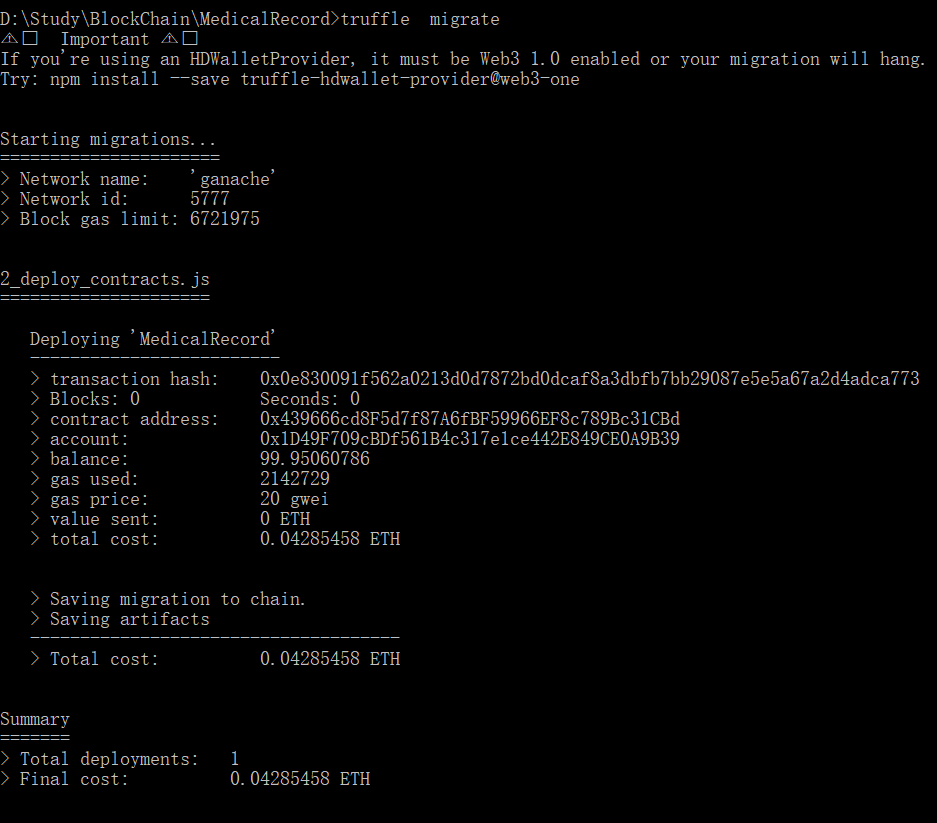 D:\Study\BlockChain\MedicalRecord>truffle  migrate
⚠□  Important ⚠□
If you're using an HDWalletProvider, it must be Web3 1.0 enabled or your migration will hang.
Try: npm install --save truffle-hdwallet-provider@web3-one
Starting migrations...
======================
> Network name:    'ganache'
> Network id:      5777
> Block gas limit: 6721975
2_deploy_contracts.js
=====================
   Deploying 'MedicalRecord'
   -------------------------
   > transaction hash:    0x0e830091f562a0213d0d7872bd0dcaf8a3dbfb7bb29087e5e5a67a2d4adca773
   > Blocks: 0            Seconds: 0
   > contract address:    0x439666cd8F5d7f87A6fBF59966EF8c789Bc31CBd
   > account:             0x1D49F709cBDf561B4c317e1ce442E849CE0A9B39
   > balance:             99.95060786
   > gas used:            2142729
   > gas price:           20 gwei
   > value sent:          0 ETH
   > total cost:          0.04285458 ETH
   > Saving migration to chain.
   > Saving artifacts
   -------------------------------------
   > Total cost:          0.04285458 ETH
Summary
=======
> Total deployments:   1
> Final cost:          0.04285458 ETH